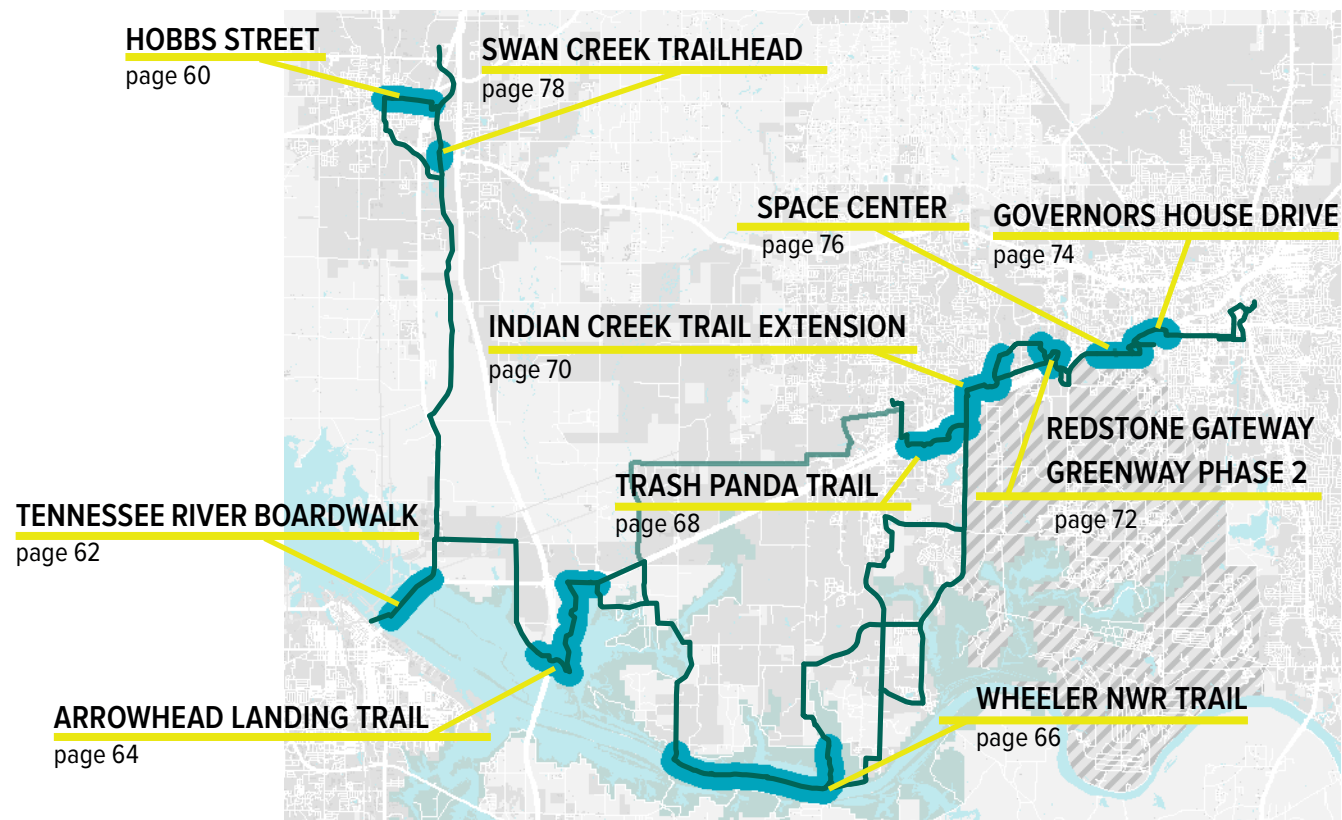 HOBBS STREET
page 60
SWAN CREEK TRAILHEAD
page 78
SPACE CENTER
page 76
GOVERNORS HOUSE DRIVE
page 74
INDIAN CREEK TRAIL EXTENSION
page 70
REDSTONE GATEWAY
GREENWAY PHASE 2
page 72
TRASH PANDA TRAIL
page 68
TENNESSEE RIVER BOARDWALK
page 62
WHEELER NWR TRAIL
page 66
ARROWHEAD LANDING TRAIL
page 64